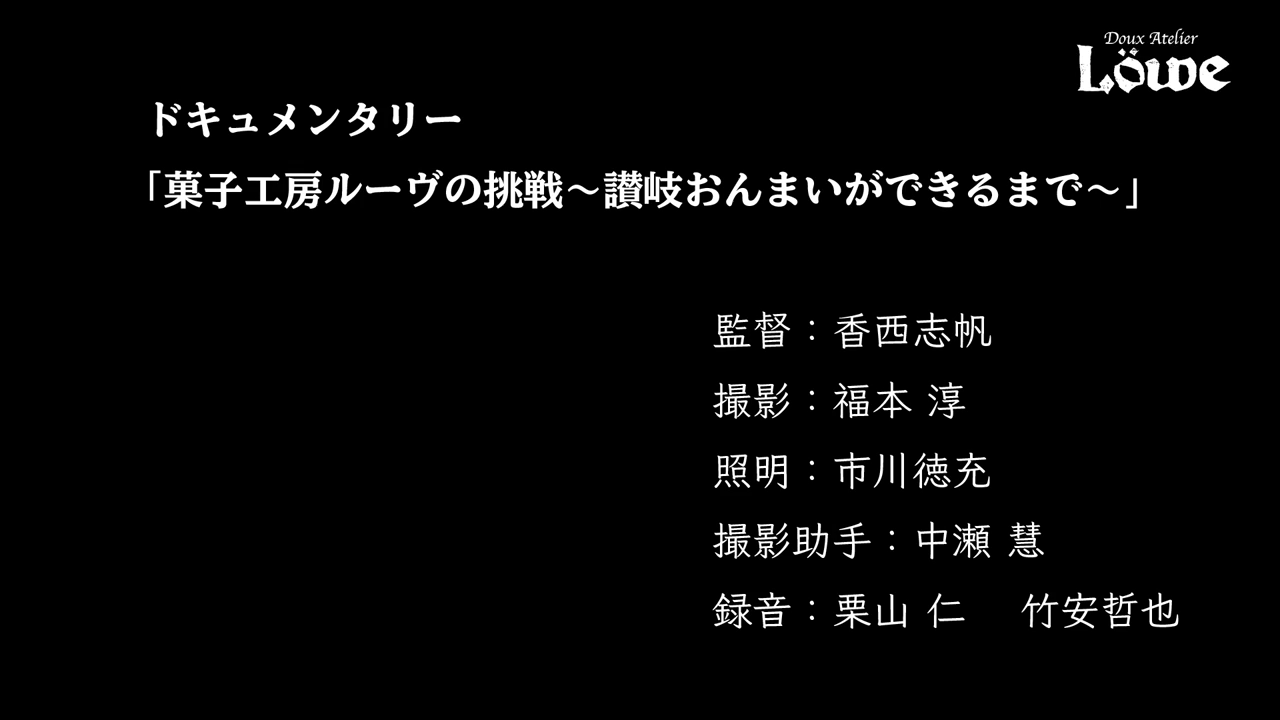 Doux Atelier
Löwe
ドキュメンタリー
「菓子工房ルーヴの挑戦～讃岐おんまいができるまで～」
監督：香西志帆
撮影：福本 淳
照明：市川徳充
撮影助手：中瀬 慧
録音：栗山 仁　竹安哲也